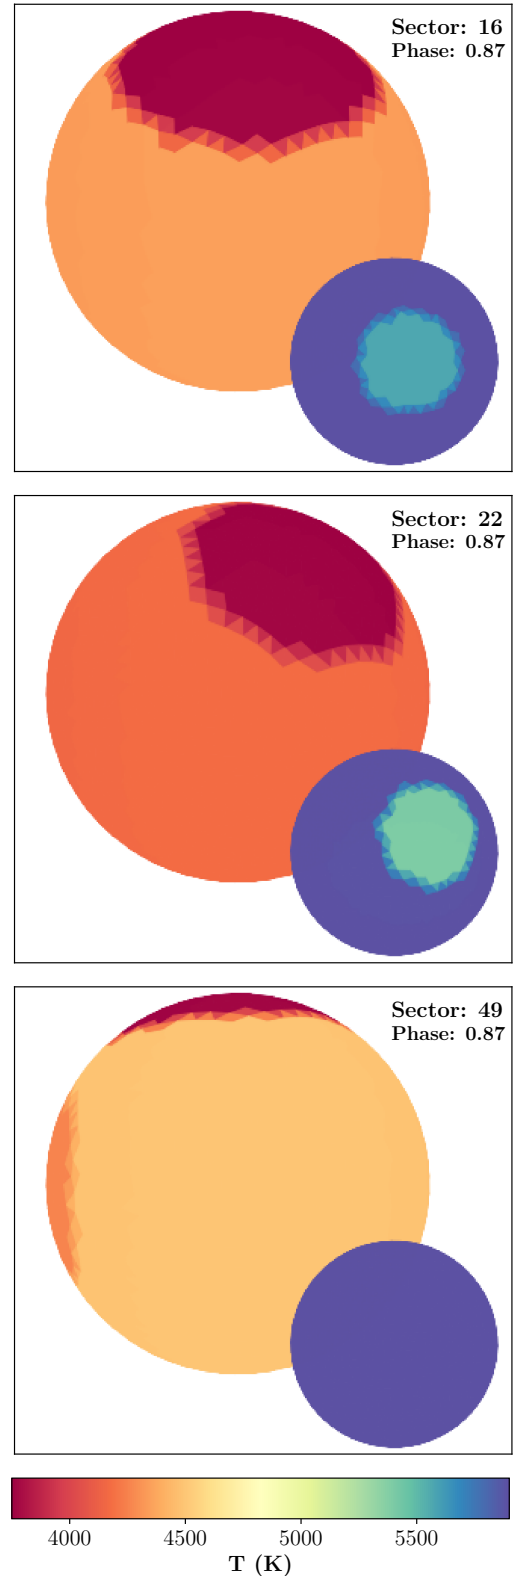 Sector: 16
Phase: 0.87
Sector: 22
Phase: 0.87
Sector: 49
Phase: 0.87
4000 4500 5000 5500
T (K)